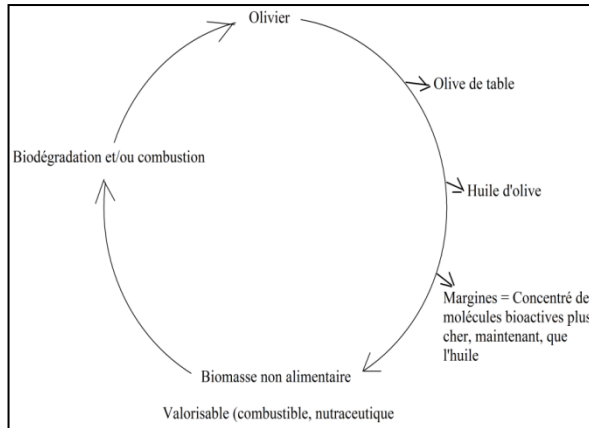 Olivier
Olive de table
Huile d'olive
Margines = Concentré de
molécules bioactives plus
cher, maintenant, que
l'huile
Biomasse non alimentaire
Valorisable (combustible, nutraceutique
Biodégradation et/ou combustion